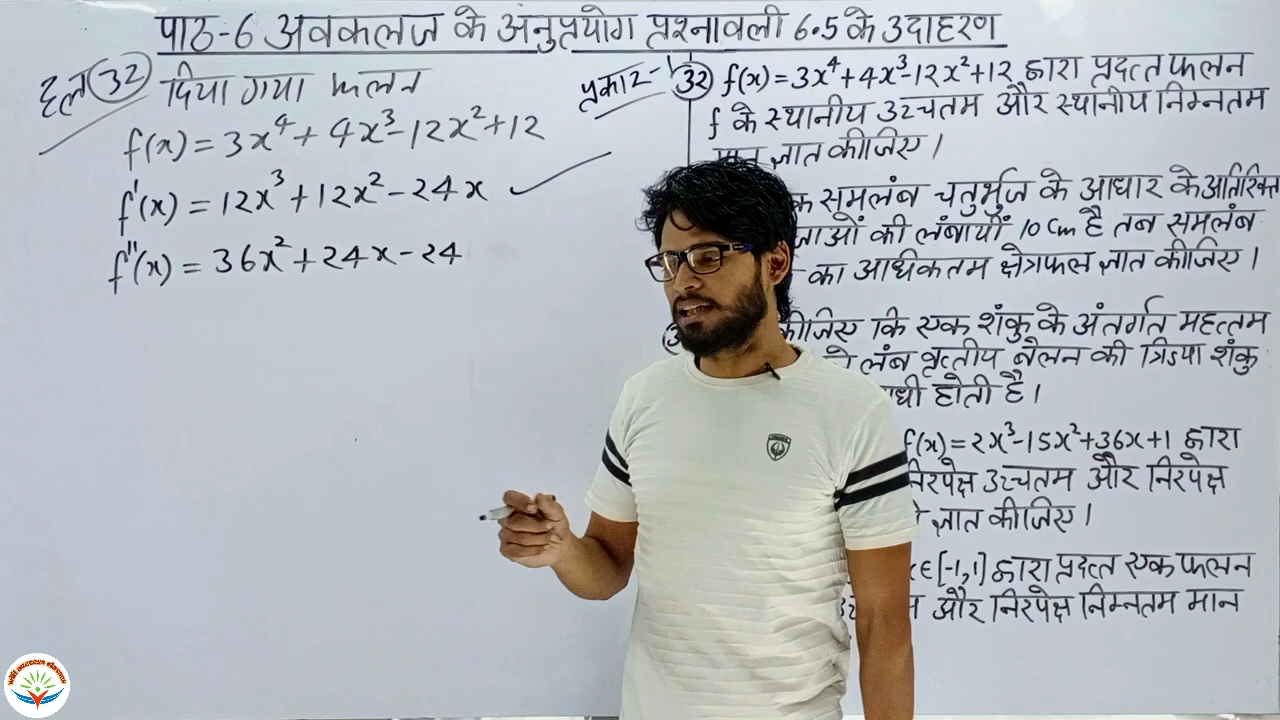 पाठ-6 अवकलज के अनुप्रयोग प्रश्नावली 6.5 के उदाहरण
हल 32 दिया गया फलन
f(x) = 3x⁴ + 4x³ - 12x² + 12
f'(x) = 12x³ + 12x² - 24x
f''(x) = 36x² + 24x - 24
प्रकार-1 32 f(x) = 3x⁴ + 4x³ - 12x² + 12 द्वारा प्रदत्त फलन
f के स्थानीय उच्चतम और स्थानीय निम्नतम
ज्ञात कीजिए।
समलंब चतुर्भुज के आधार के अतिरिक्त
की लंबायीं 10 cm है तब समलंब
का अधिकतम क्षेत्रफल ज्ञात कीजिए।
कीजिए कि एक शंकु के अंतर्गत महत्तम
लंब वृत्तीय बेलन की त्रिज्या शंकु
होती है।
f(x) = 2x³ - 15x² + 36x + 1 द्वारा
निरपेक्ष उच्चतम और निरपेक्ष
ज्ञात कीजिए।
∈ [-1,1] द्वारा प्रदत्त एक फलन
और निरपेक्ष निम्नतम मान